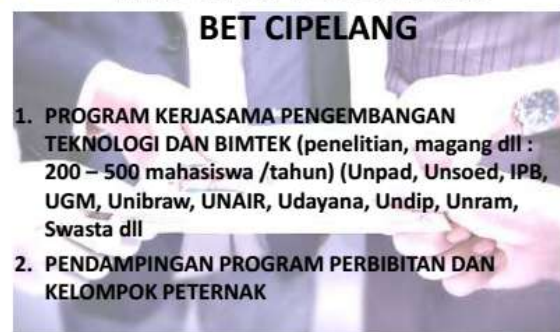 BET CIPELANG
1. PROGRAM KERJASAMA PENGEMBANGAN
TEKNOLOGI DAN BIMTEK (penelitian, magang dll :
200 – 500 mahasiswa /tahun) (Unpad, Unsoed, IPB,
UGM, Unibraw, UNAIR, Udayana, Undip, Unram,
Swasta dll
2. PENDAMPINGAN PROGRAM PERBIBITAN DAN
KELOMPOK PETERNAK